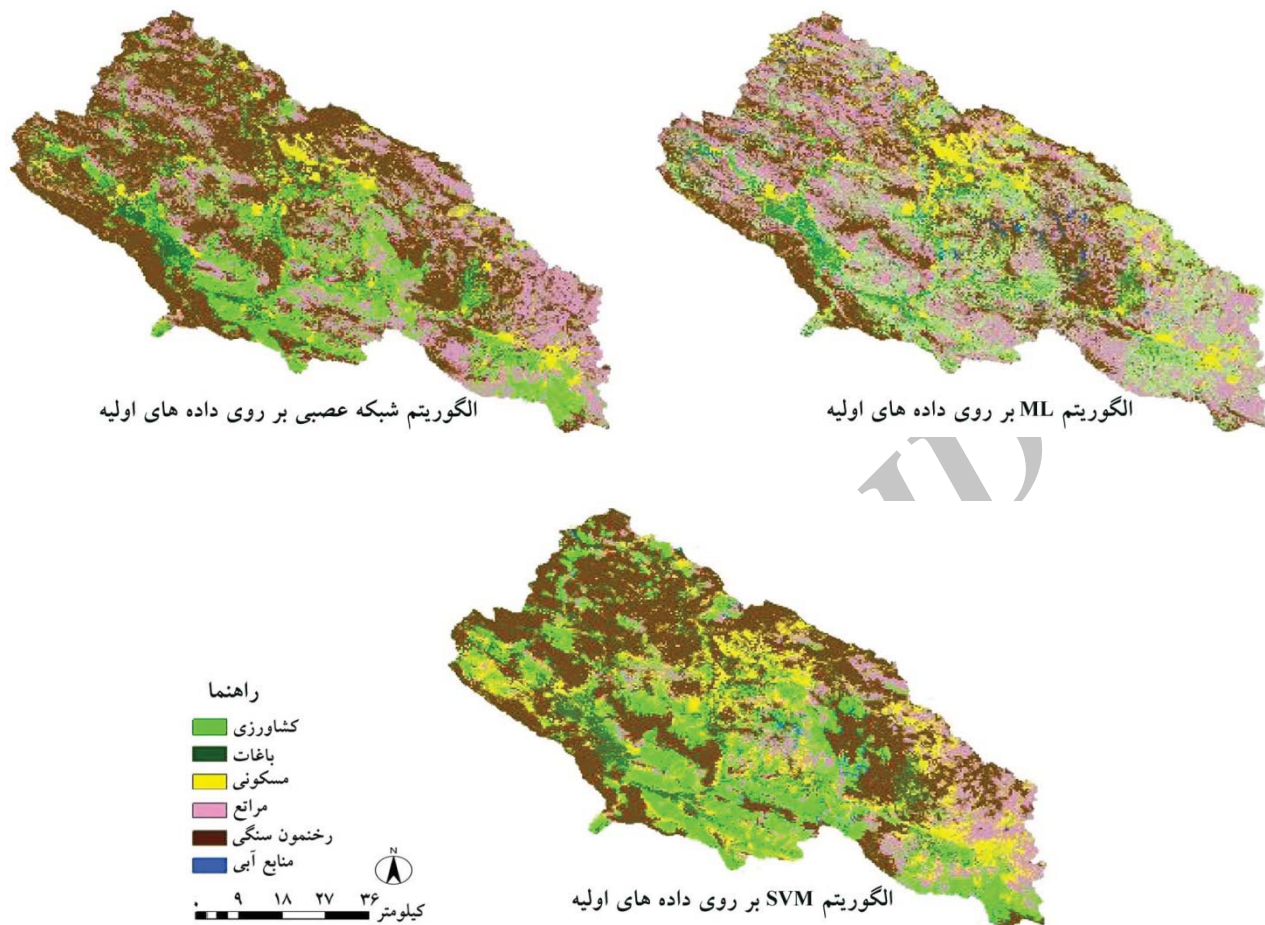 الگوریتم شبکه عصبی بر روی داده های اولیه
الگوریتم ML بر روی داده های اولیه
راهنما
کشاورزی
باغات
مسکونی
مراتع
رخنمون سنگی
منابع آبی
N
۰ ۹ ۱۸ ۲۷ ۳۶
کیلومتر
الگوریتم SVM بر روی داده های اولیه